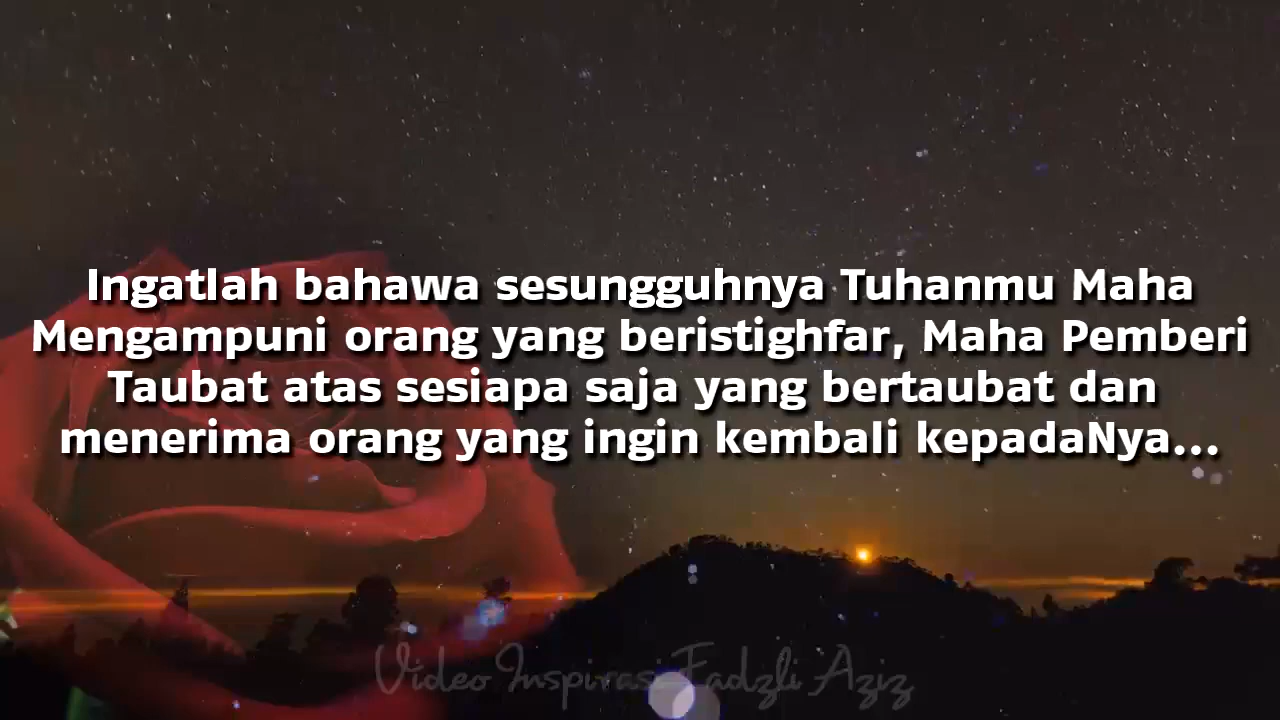 Ingatlah bahawa sesungguhnya Tuhanmu Maha
Mengampuni orang yang beristighfar, Maha Pemberi
Taubat atas sesiapa saja yang bertaubat dan
menerima orang yang ingin kembali kepadaNya...
Video Inspirasi Fadzli Aziz